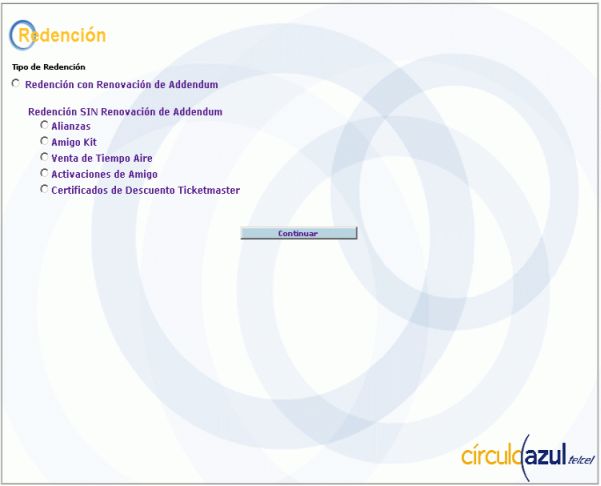 Redención
Tipo de Redención
Redención con Renovación de Addendum
Redención SIN Renovación de Addendum
Alianzas
Amigo Kit
Venta de Tiempo Aire
Activaciones de Amigo
Certificados de Descuento Ticketmaster
Continuar
círculoazul telcel